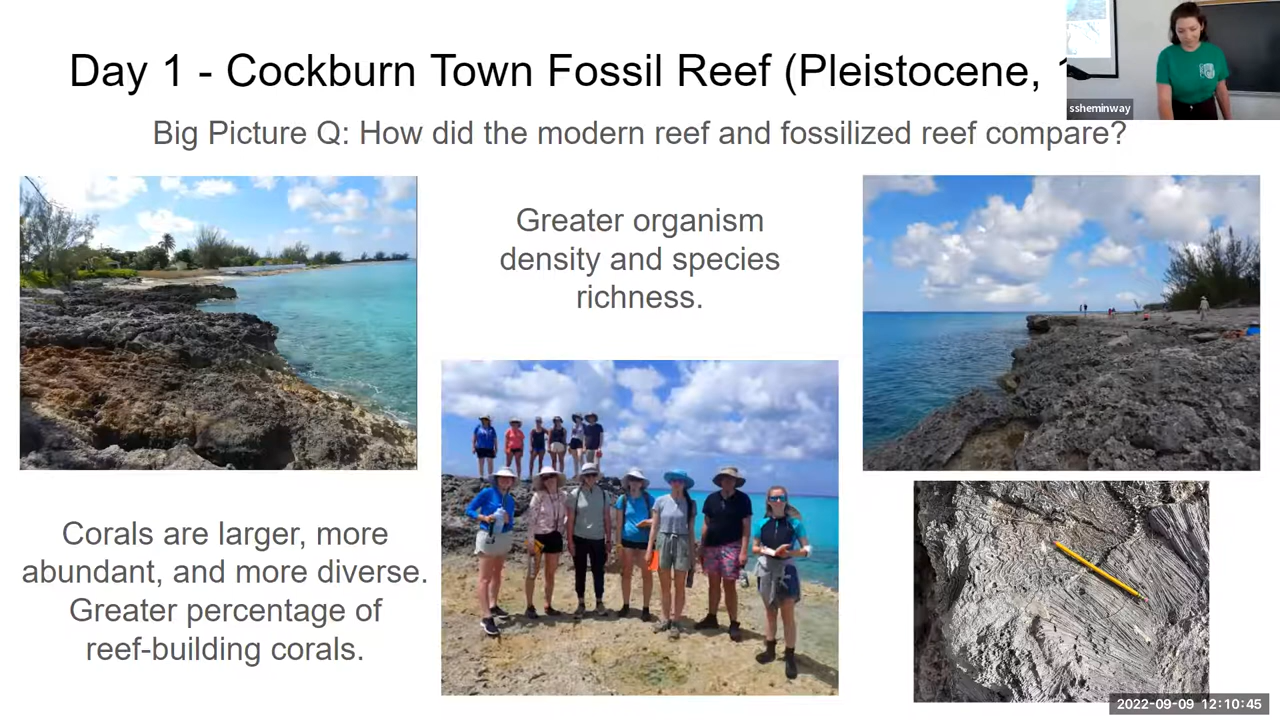 Day 1 - Cockburn Town Fossil Reef (Pleistocene,
ssheminway
Big Picture Q: How did the modern reef and fossilized reef compare?
Greater organism
density and species
richness.
Corals are larger, more
abundant, and more diverse.
Greater percentage of
reef-building corals.
2022-09-09 12:10:45